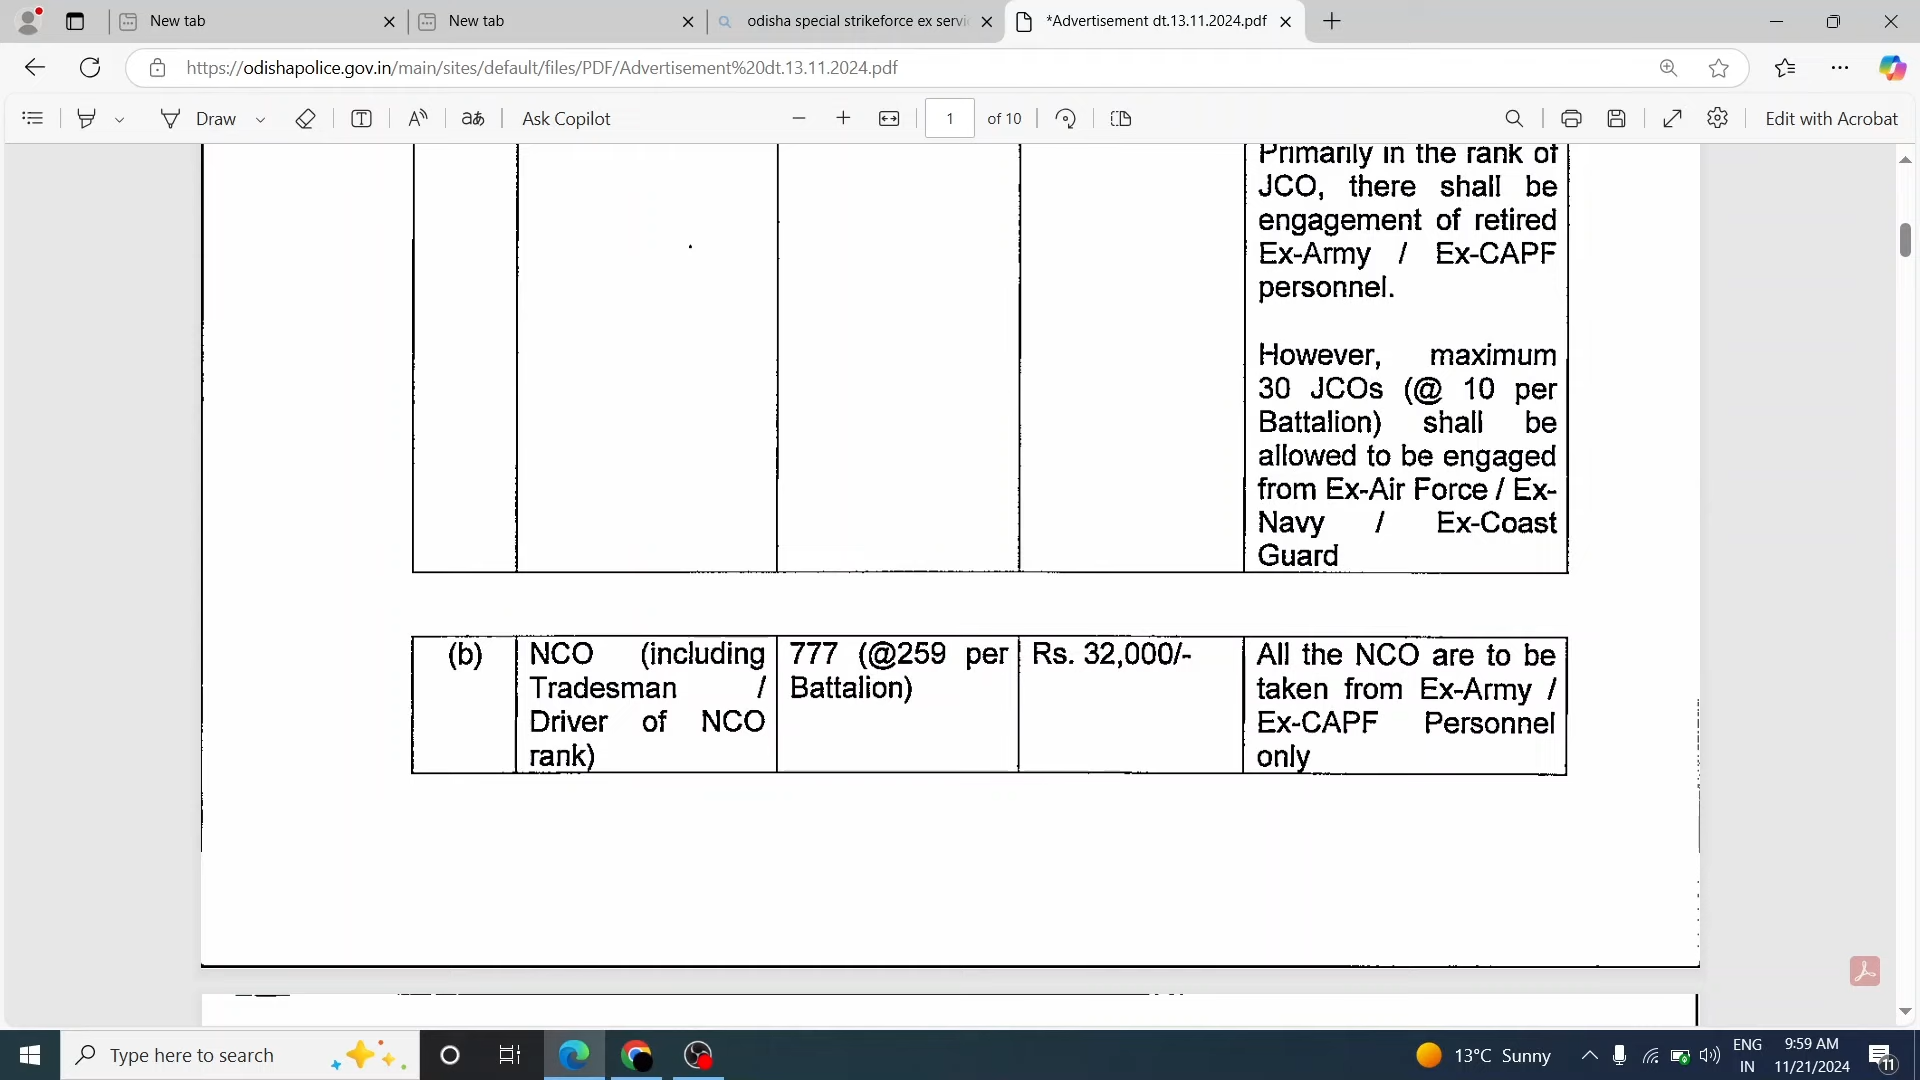 New tab
New tab
odisha special strikeforce ex servi
*Advertisement dt.13.11.2024.pdf
https://odishapolice.gov.in/main/sites/default/files/PDF/Advertisement%20dt.13.11.2024.pdf
Draw
Ask Copilot
1 of 10
Edit with Acrobat
Primarily in the rank of
JCO, there shall be
engagement of retired
Ex-Army / Ex-CAPF
personnel.
However, maximum
30 JCOs (@ 10 per
Battalion) shall be
allowed to be engaged
from Ex-Air Force / Ex-
Navy / Ex-Coast
Guard
(b) NCO (including 777 (@259 per Rs. 32,000/- All the NCO are to be
Tradesman / Battalion) taken from Ex-Army /
Driver of NCO Ex-CAPF Personnel
rank) only
Type here to search
13°C Sunny
ENG
IN
9:59 AM
11/21/2024
11